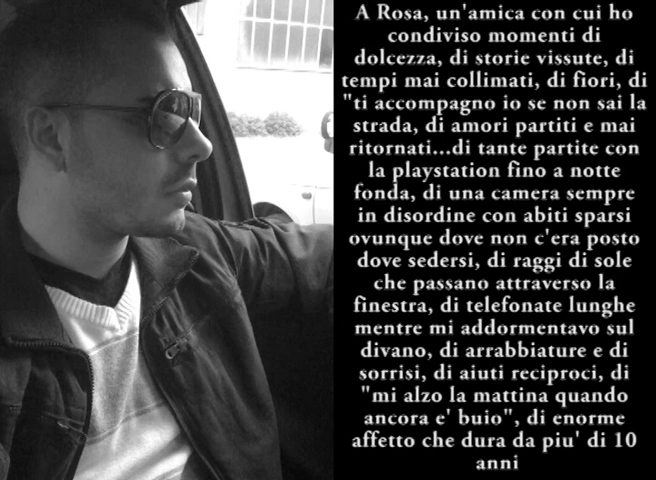 A Rosa, un'amica con cui ho
condiviso momenti di
dolcezza, di storie vissute, di
tempi mai collimati, di fiori, di
"ti accompagno io se non sai la
strada, di amori partiti e mai
ritornati...di tante partite con
la playstation fino a notte
fonda, di una camera sempre
in disordine con abiti sparsi
ovunque dove non c'era posto
dove sedersi, di raggi di sole
che passano attraverso la
finestra, di telefonate lunghe
mentre mi addormentavo sul
divano, di arrabbiature e di
sorrisi, di aiuti reciproci, di
"mi alzo la mattina quando
ancora e' buio", di enorme
affetto che dura da piu' di 10
anni